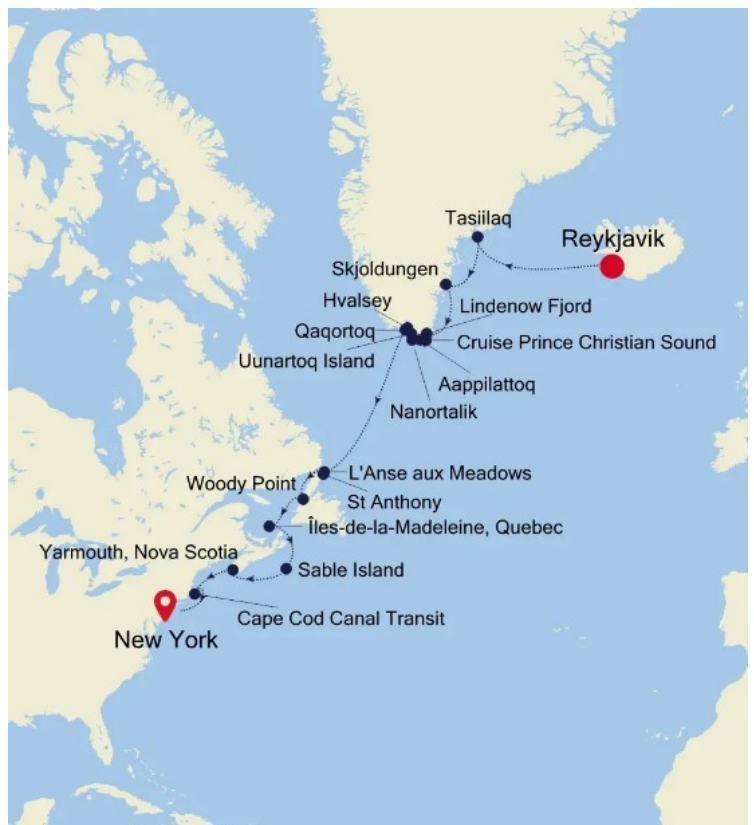 Tasiilaq
Reykjavik
Skjoldungen
Hvalsey
Lindenow Fjord
Qaqortoq
Cruise Prince Christian Sound
Uunartoq Island
Aappilattoq
Nanortalik
L'Anse aux Meadows
Woody Point
St Anthony
Îles-de-la-Madeleine, Quebec
Yarmouth, Nova Scotia
Sable Island
Cape Cod Canal Transit
New York